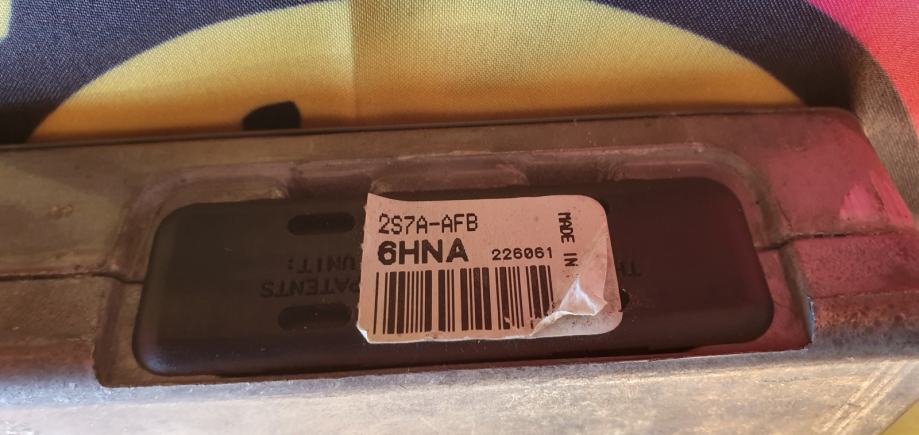 2S7A-AFB
6HNA 226061
MADE IN
PATENTS
UNIT: